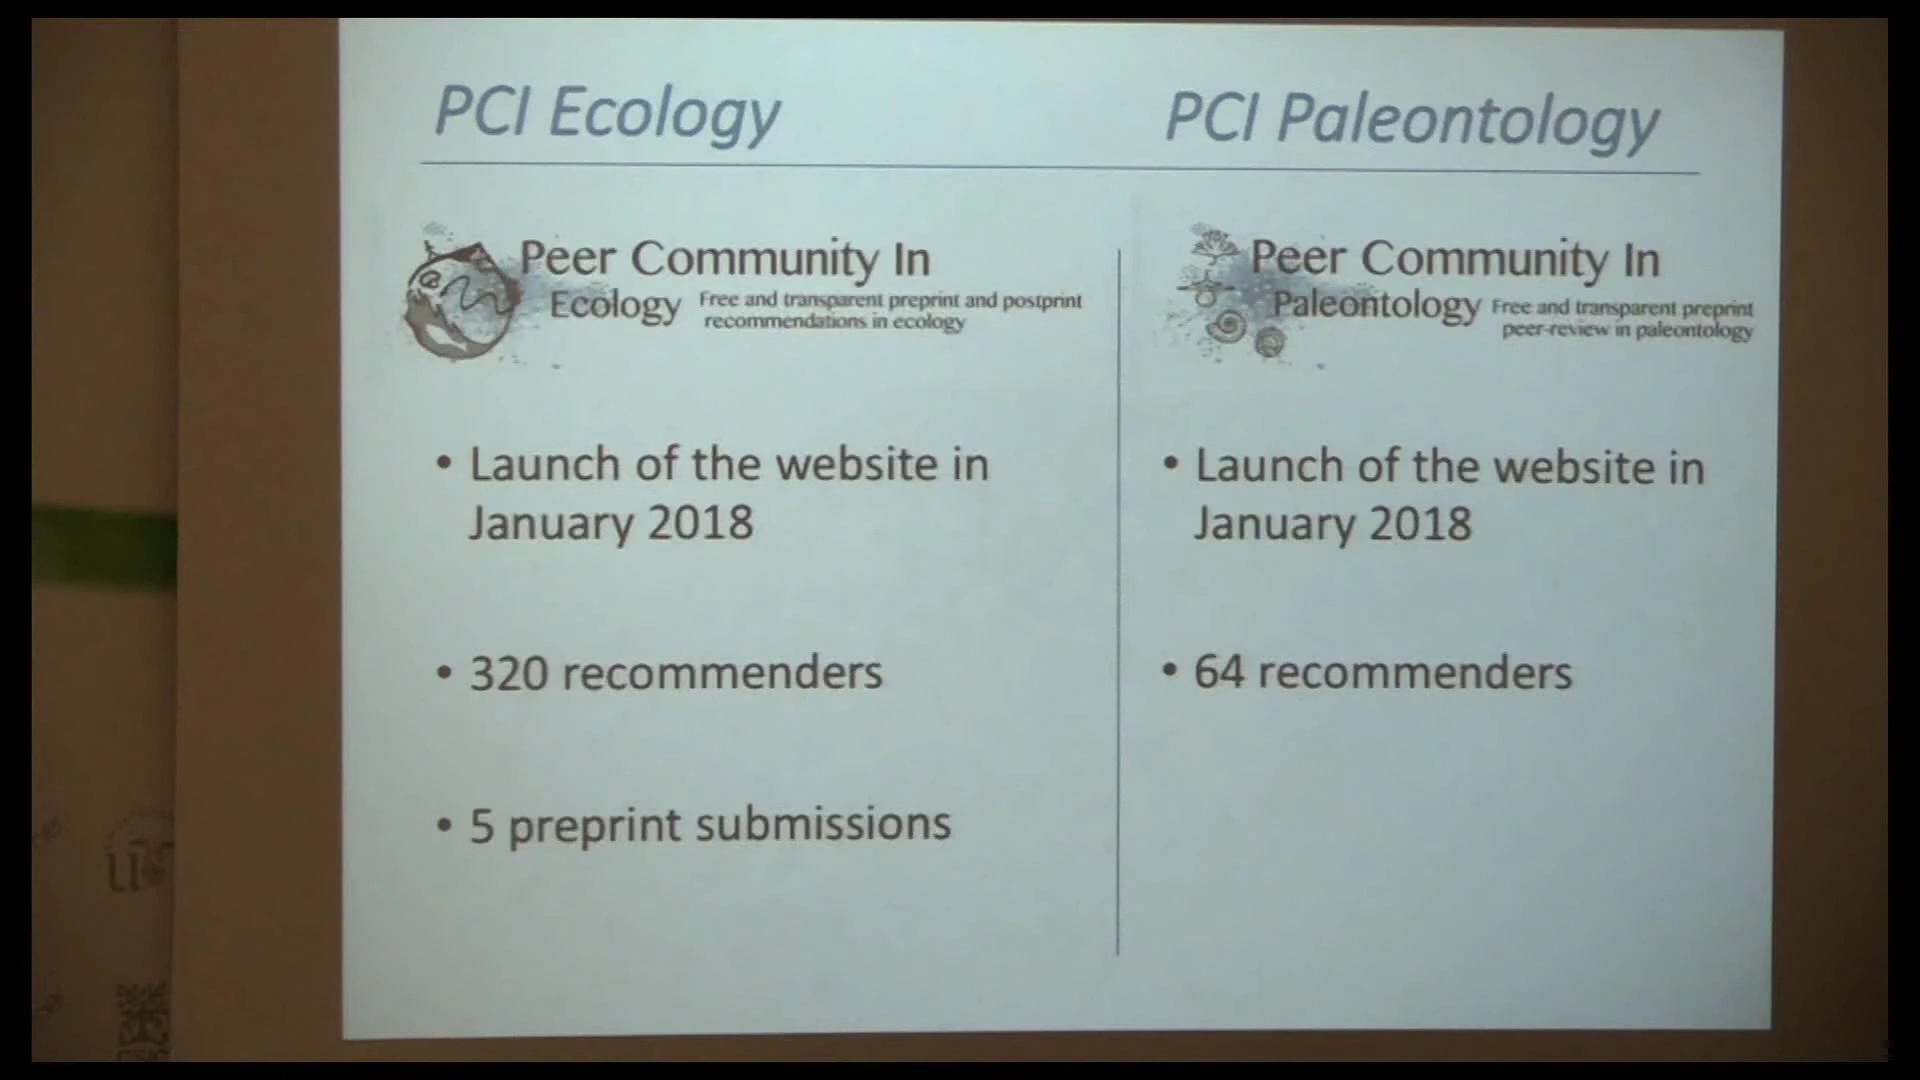 PCI Ecology
PCI Paleontology
Peer Community In
Ecology Free and transparent preprint and postprint
recommendations in ecology
• Launch of the website in
January 2018
• 320 recommenders
• 5 preprint submissions
Peer Community In
Paleontology Free and transparent preprint
peer-review in paleontology
• Launch of the website in
January 2018
• 64 recommenders